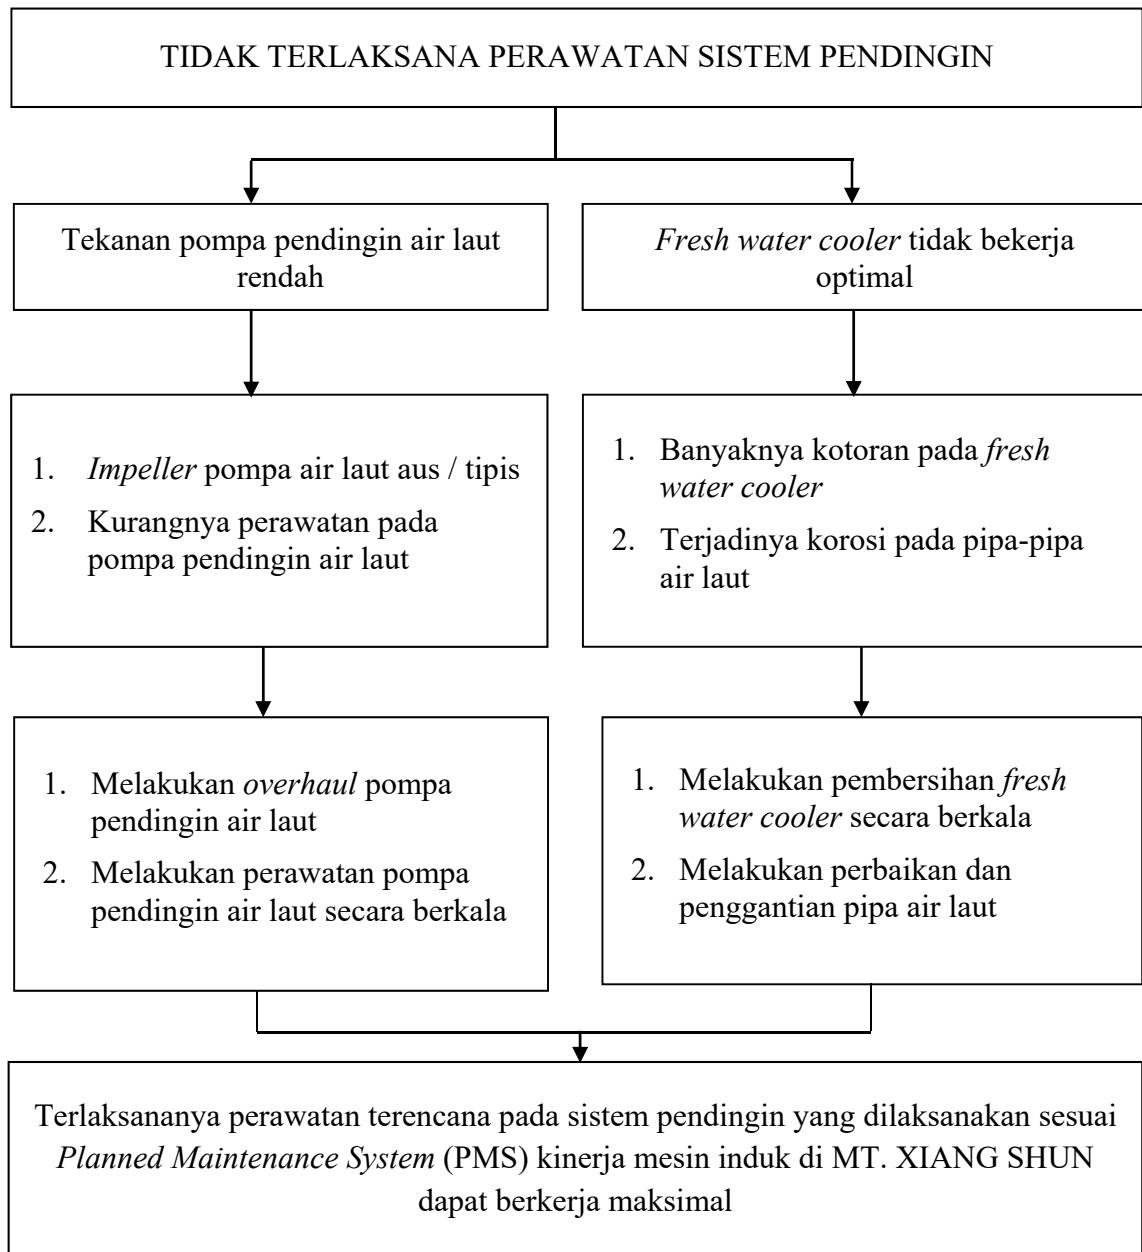 TIDAK TERLAKSANA PERAWATAN SISTEM PENDINGIN
Tekanan pompa pendingin air laut
rendah
Fresh water cooler tidak bekerja
optimal
1. Impeller pompa air laut aus / tipis
2. Kurangnya perawatan pada
pompa pendingin air laut
1. Banyaknya kotoran pada fresh
water cooler
2. Terjadinya korosi pada pipa-pipa
air laut
1. Melakukan overhaul pompa
pendingin air laut
2. Melakukan perawatan pompa
pendingin air laut secara berkala
1. Melakukan pembersihan fresh
water cooler secara berkala
2. Melakukan perbaikan dan
penggantian pipa air laut
Terlaksananya perawatan terencana pada sistem pendingin yang dilaksanakan sesuai
Planned Maintenance System (PMS) kinerja mesin induk di MT. XIANG SHUN
dapat berkerja maksimal